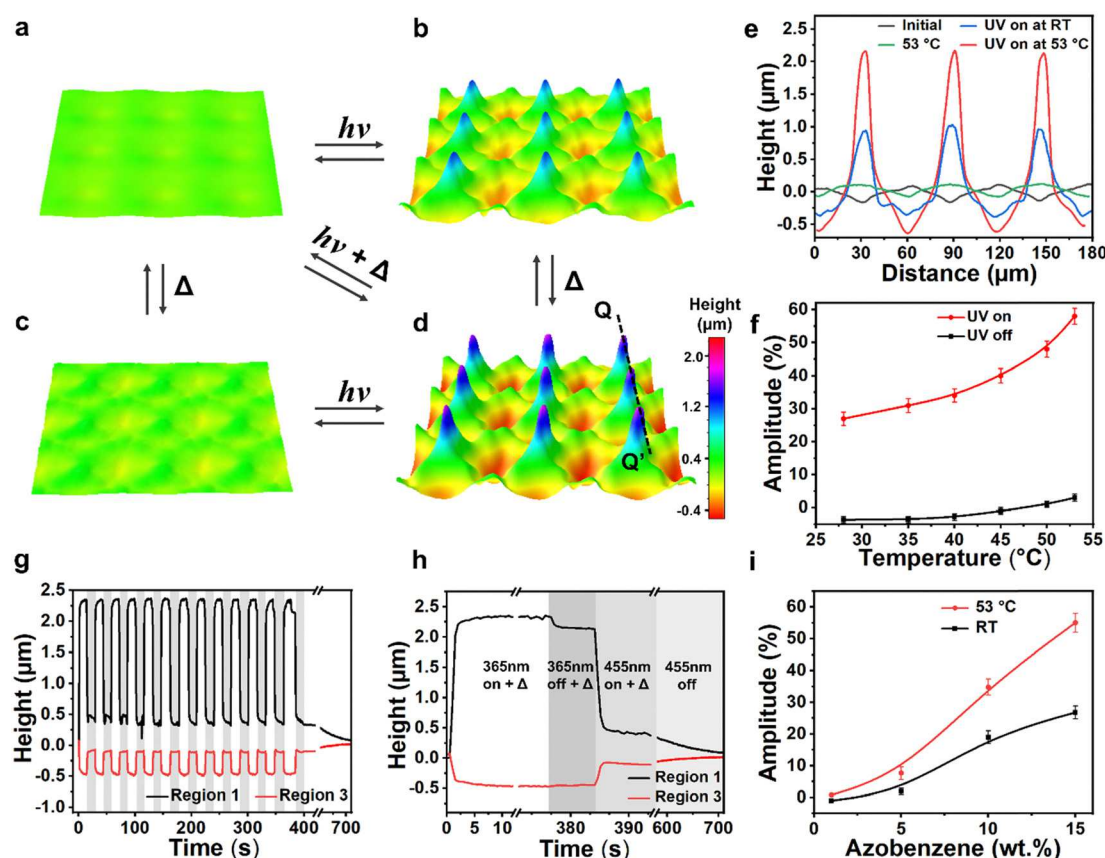 a
b
hν
hν + Δ
Δ
Δ
c
d
hν
Q
Q'
Height
(μm)
2.0
1.2
0.4
-0.4
e
Initial
UV on at RT
53 °C
UV on at 53 °C
Height (μm)
2.5
2.0
1.5
1.0
0.5
0.0
-0.5
0 30 60 90 120 150 180
Distance (μm)
f
UV on
UV off
Amplitude (%)
60
50
40
30
20
10
0
25 30 35 40 45 50 55
Temperature (°C)
g
Height (μm)
2.5
2.0
1.5
1.0
0.5
0.0
-0.5
-1.0
Region 1
Region 3
0 100 200 300 400 700
Time (s)
h
Height (μm)
2.5
2.0
1.5
1.0
0.5
0.0
-0.5
365nm
on + Δ
365nm
off + Δ
455nm
on + Δ
455nm
off
Region 1
Region 3
0 5 10 380 390 600 700
Time (s)
i
53 °C
RT
Amplitude (%)
60
50
40
30
20
10
0
5 10 15
Azobenzene (wt.%)